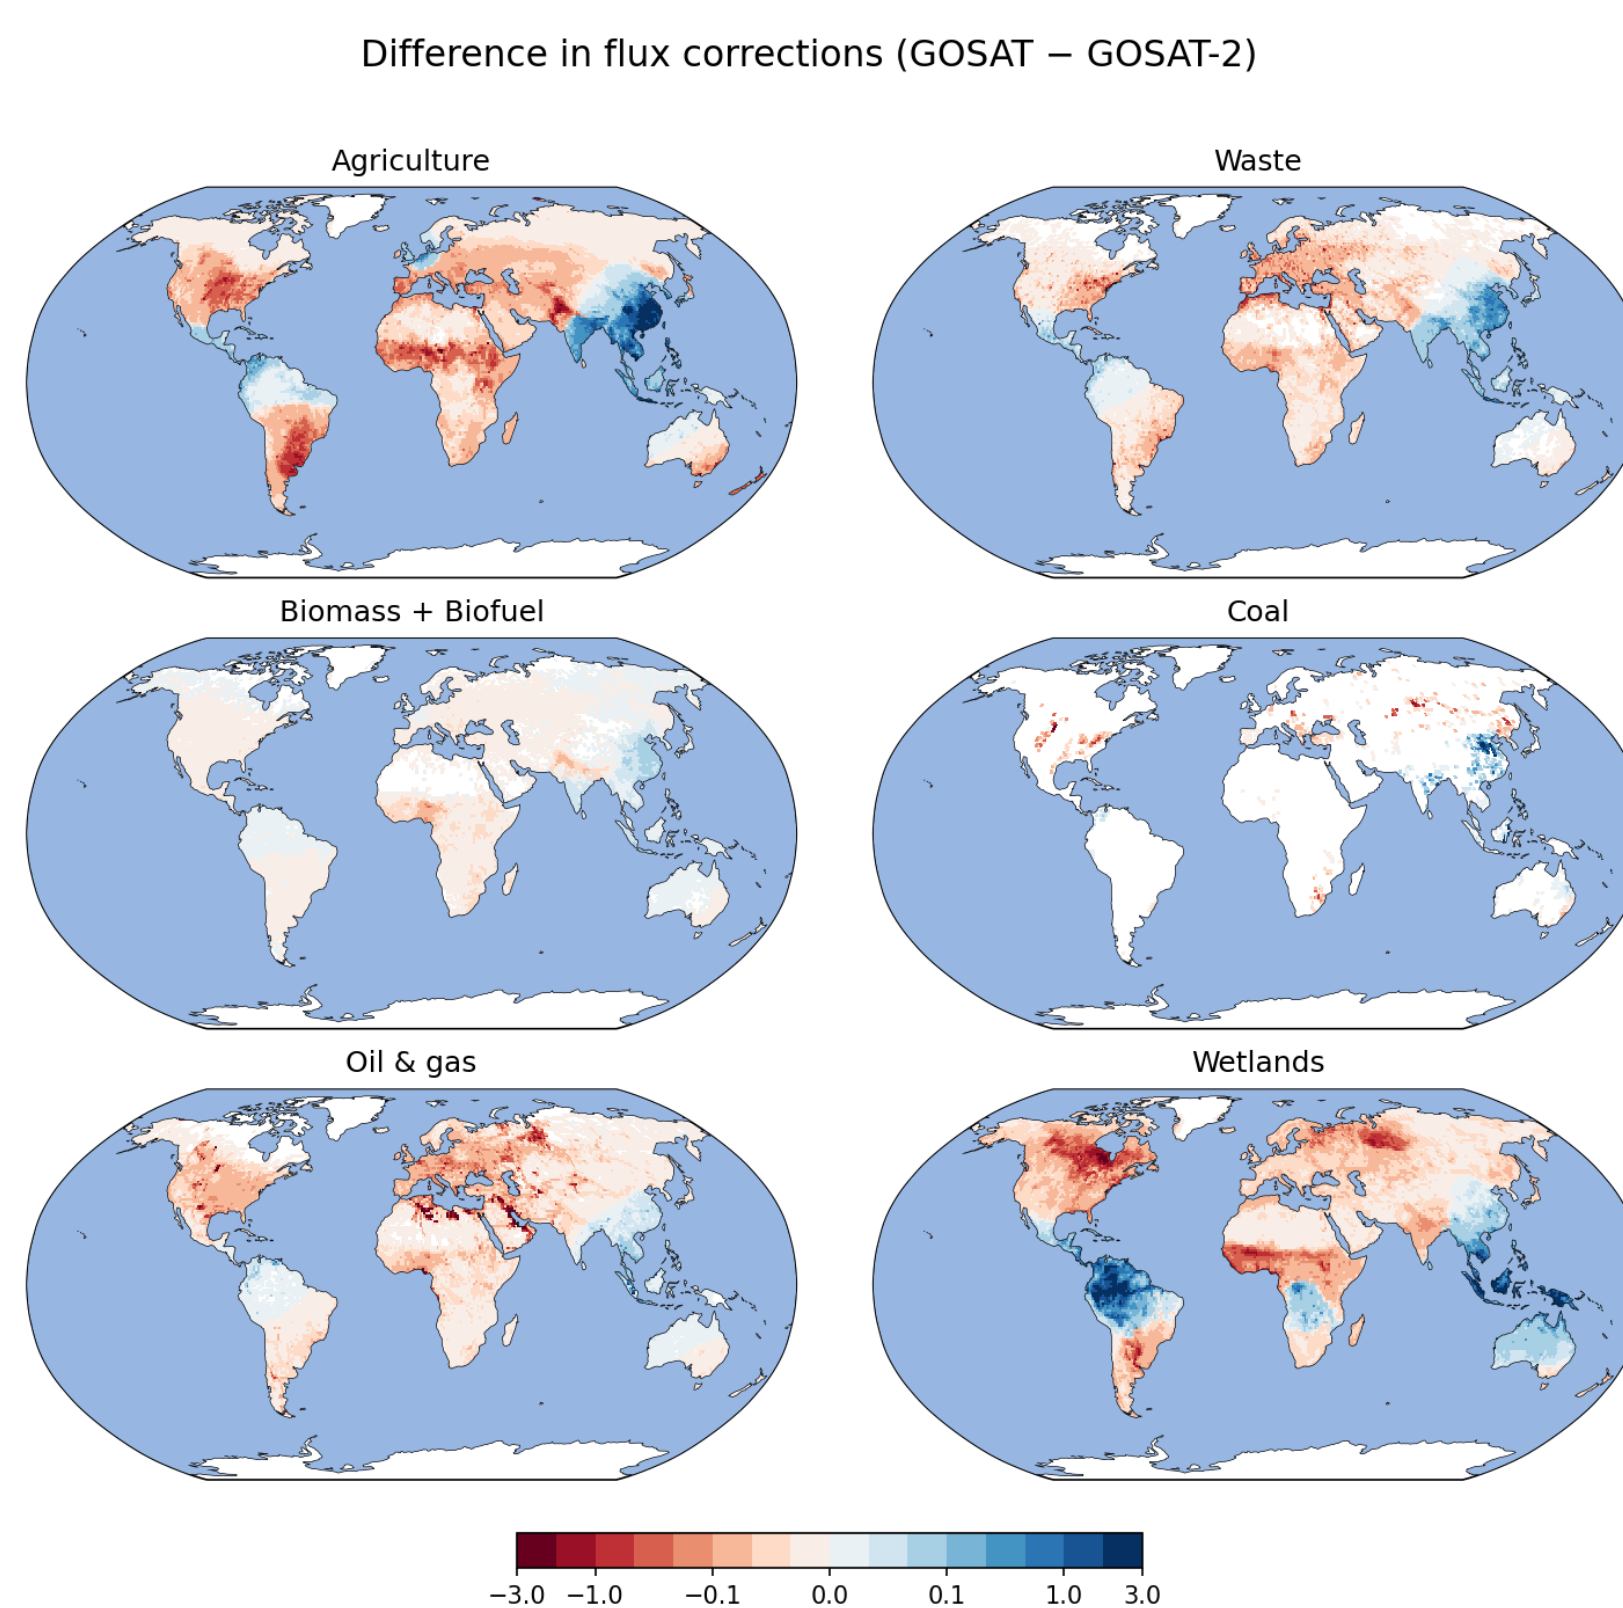 Difference in flux corrections (GOSAT − GOSAT-2)
Agriculture
Waste
Biomass + Biofuel
Coal
Oil & gas
Wetlands
−3.0 −1.0 −0.1 0.0 0.1 1.0 3.0